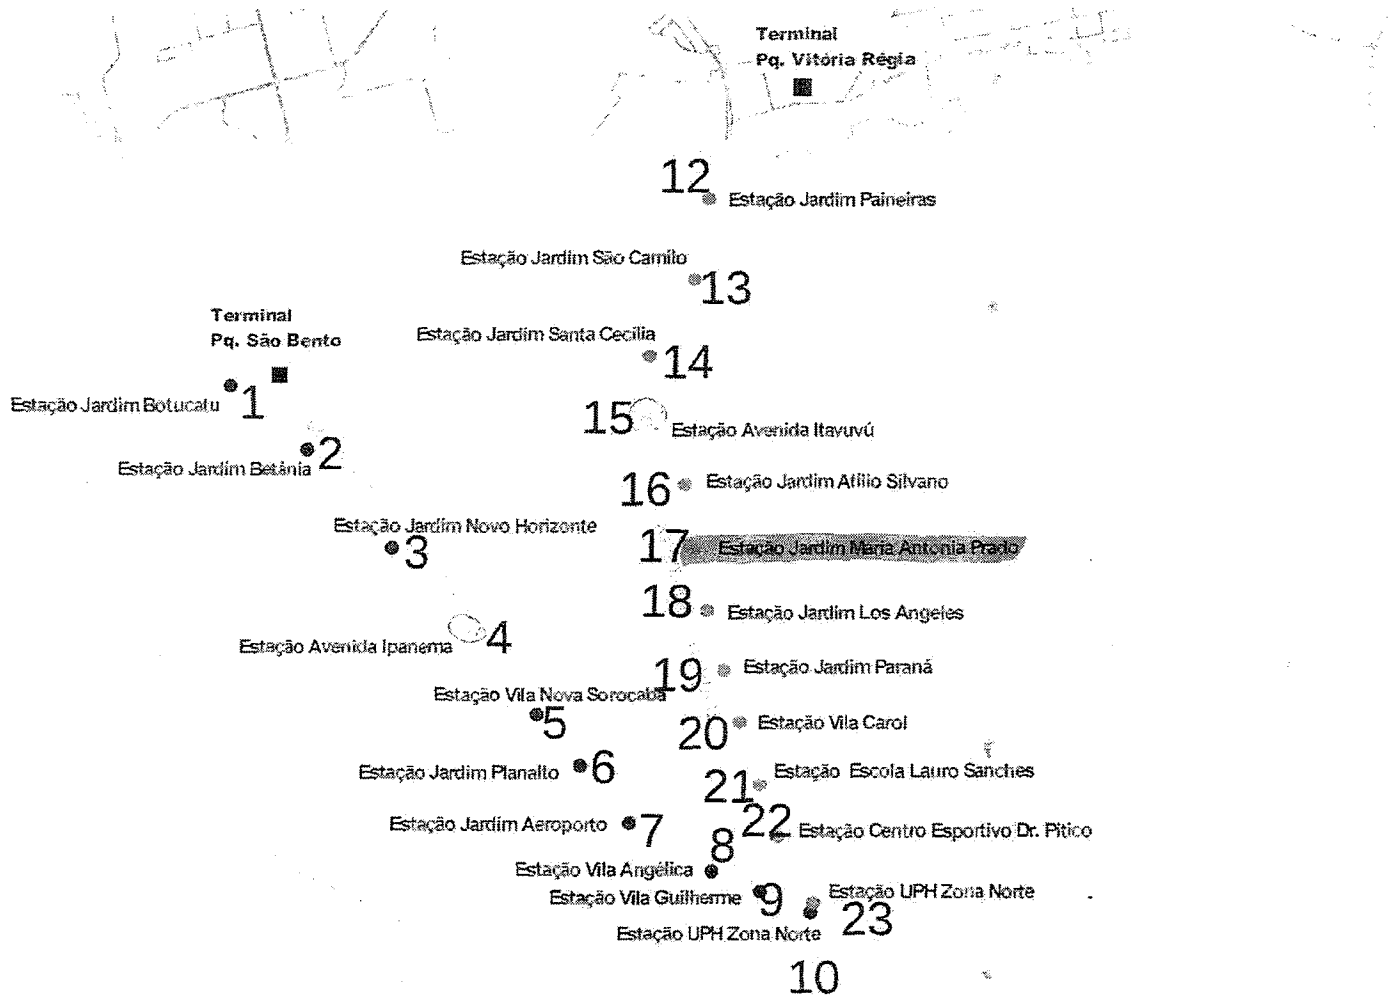 Terminal
Pq. Vitória Régia
12
Estação Jardim Paineiras
Estação Jardim São Camilo
13
Terminal
Pq. São Bento
Estação Jardim Santa Cecília
14
1
Estação Jardim Botucatu
15
Estação Avenida Itavuvú
2
Estação Jardim Betânia
16
Estação Jardim Atílio Silvano
Estação Jardim Novo Horizonte
3
17
Estação Jardim Maria Antonia Prado
18
Estação Jardim Los Angeles
4
Estação Avenida Ipanema
19
Estação Jardim Paraná
Estação Vila Nova Sorocaba
5
20
Estação Vila Carol
Estação Jardim Planalto
6
21
Estação Escola Lauro Sanches
Estação Jardim Aeroporto
7
22
Estação Centro Esportivo Dr. Pitico
8
Estação Vila Angélica
Estação Vila Guilherme
9
Estação UPH Zona Norte
23
Estação UPH Zona Norte
10